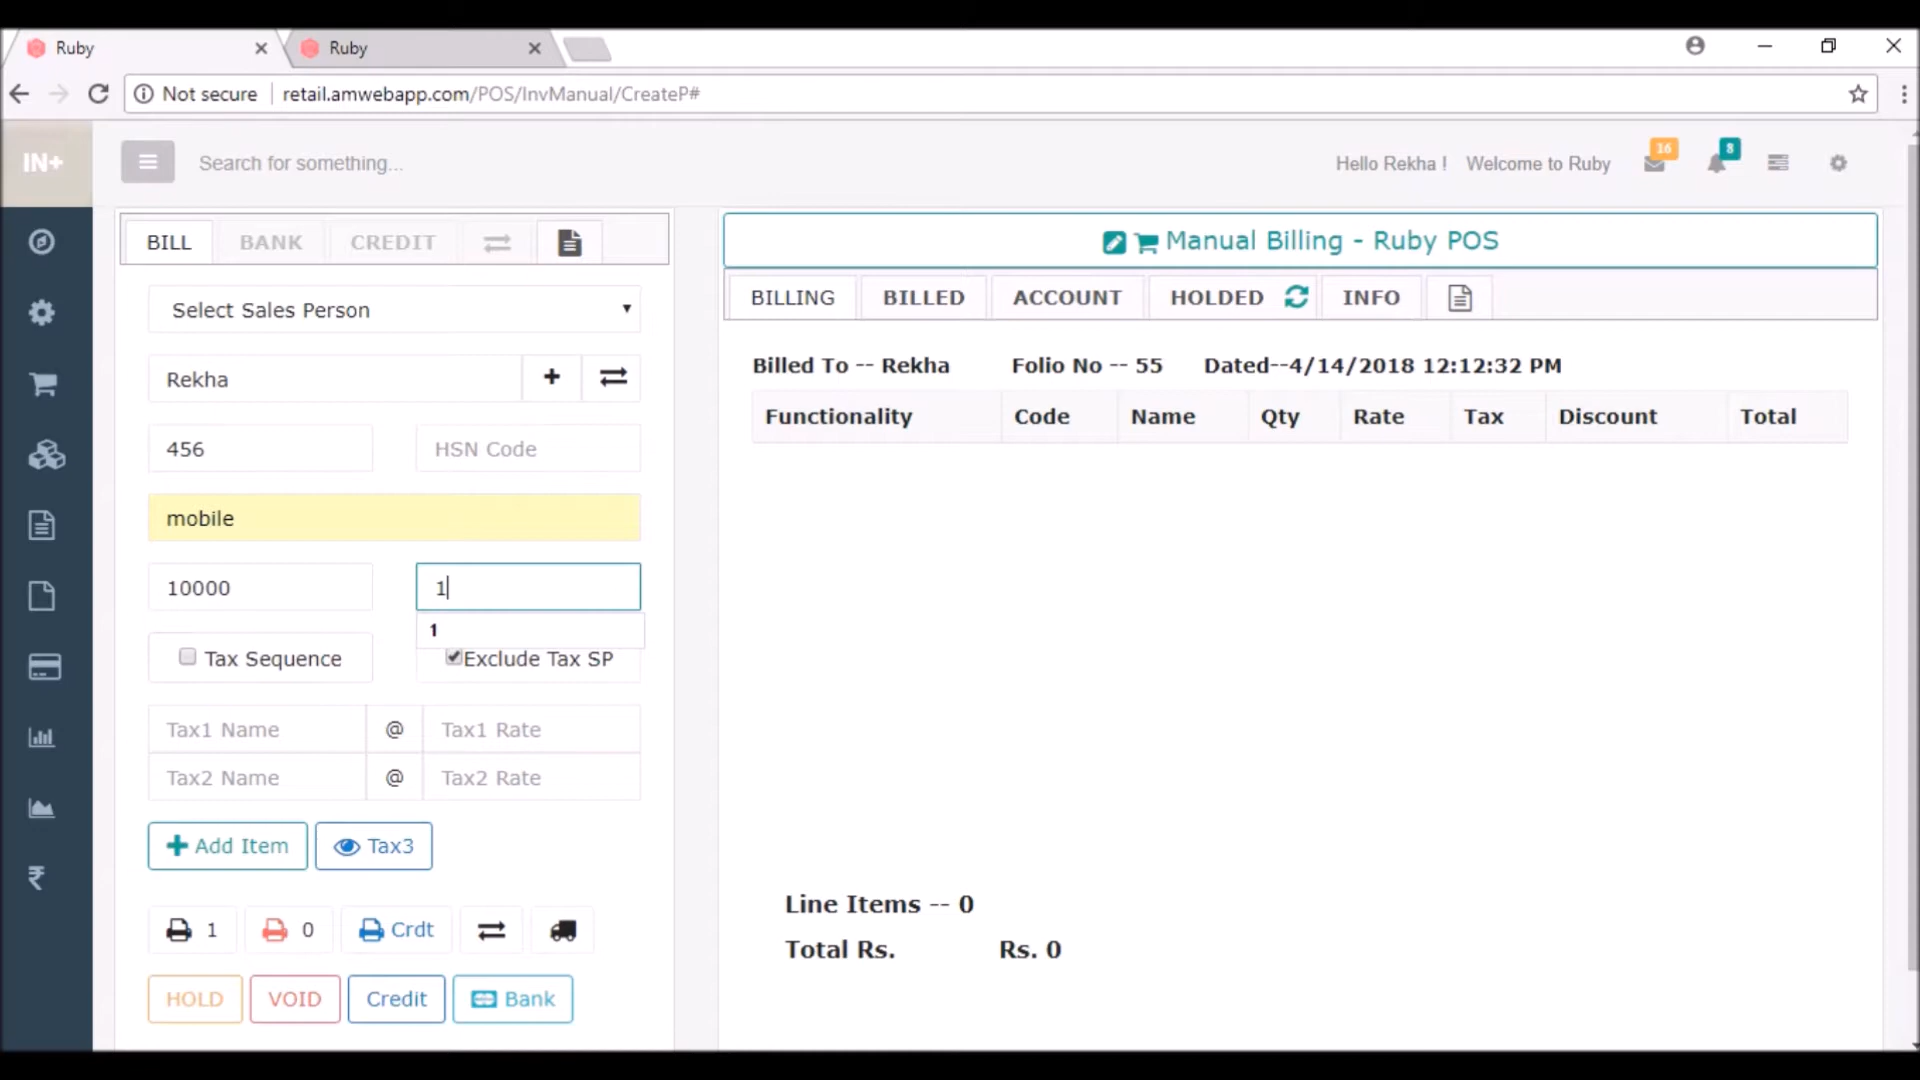 Ruby
Ruby
Not secure retail.amwebapp.com/POS/InvManual/CreateP#
IN+
Search for something...
Hello Rekha !
Welcome to Ruby
16
8
BILL BANK CREDIT
Select Sales Person
Rekha
456
HSN Code
mobile
10000
1
1
Tax Sequence
Exclude Tax SP
Tax1 Name @ Tax1 Rate
Tax2 Name @ Tax2 Rate
Add Item
Tax3
1
0
Crdt
HOLD
VOID
Credit
Bank
Manual Billing - Ruby POS
BILLING BILLED ACCOUNT HOLDED INFO
Billed To -- Rekha Folio No -- 55 Dated--4/14/2018 12:12:32 PM
Functionality Code Name Qty Rate Tax Discount Total
Line Items -- 0
Total Rs. Rs. 0